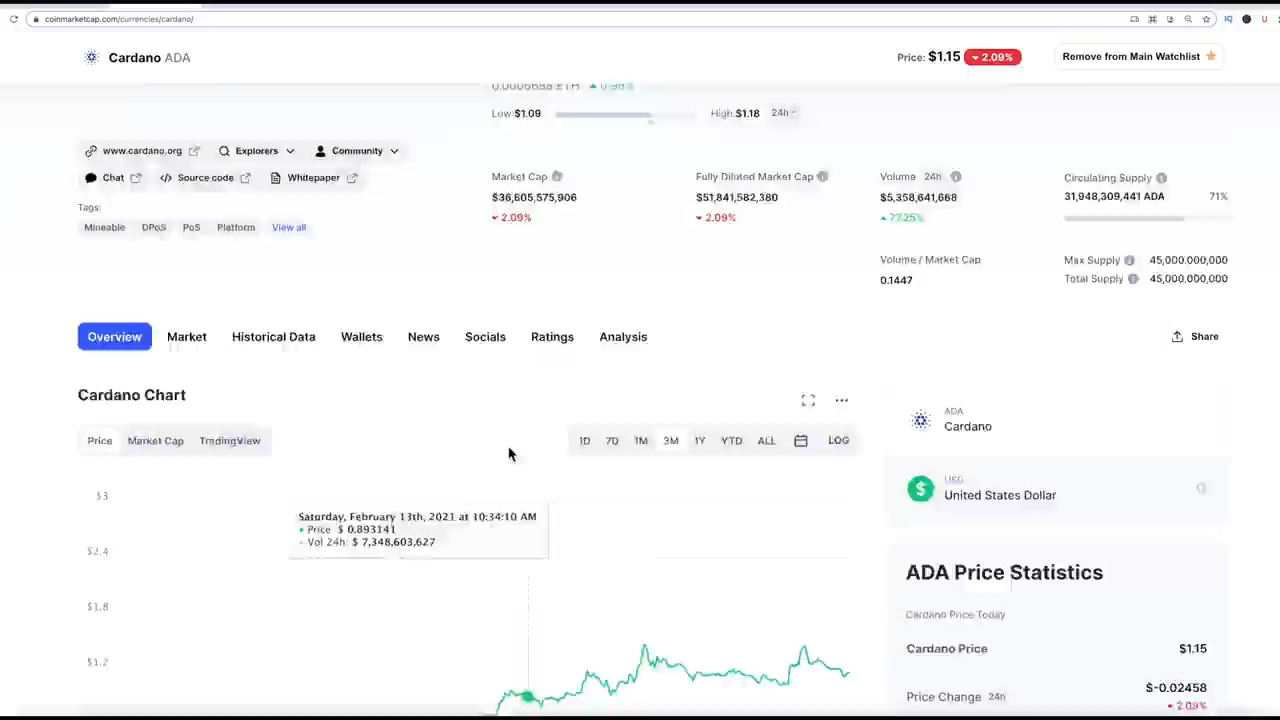 coinmarketcap.com/currencies/cardano/
Cardano ADA
Price: $1.15 2.09%
Remove from Main Watchlist
Low: $1.09
High: $1.18
24h
www.cardano.org
Explorers
Community
Chat
Source code
Whitepaper
Tags:
Mineable
DPoS
PoS
Platform
View all
Market Cap
$36,605,575,906
2.09%
Fully Diluted Market Cap
$51,841,582,380
2.09%
Volume 24h
$5,358,641,668
Volume / Market Cap
0.1447
Circulating Supply
31,948,309,441 ADA
71%
Max Supply 45,000,000,000
Total Supply 45,000,000,000
Overview
Market
Historical Data
Wallets
News
Socials
Ratings
Analysis
Share
Cardano Chart
Price
Market Cap
TradingView
1D
7D
1M
3M
1Y
YTD
ALL
LOG
$3
$2.4
$1.8
$1.2
Saturday, February 13th, 2021 at 10:34:10 AM
Price $ 0.893141
Vol 24h: $ 7,348,603,627
ADA
Cardano
USD
United States Dollar
ADA Price Statistics
Cardano Price Today
Cardano Price
$1.15
Price Change 24h
$-0.02458
2.09%